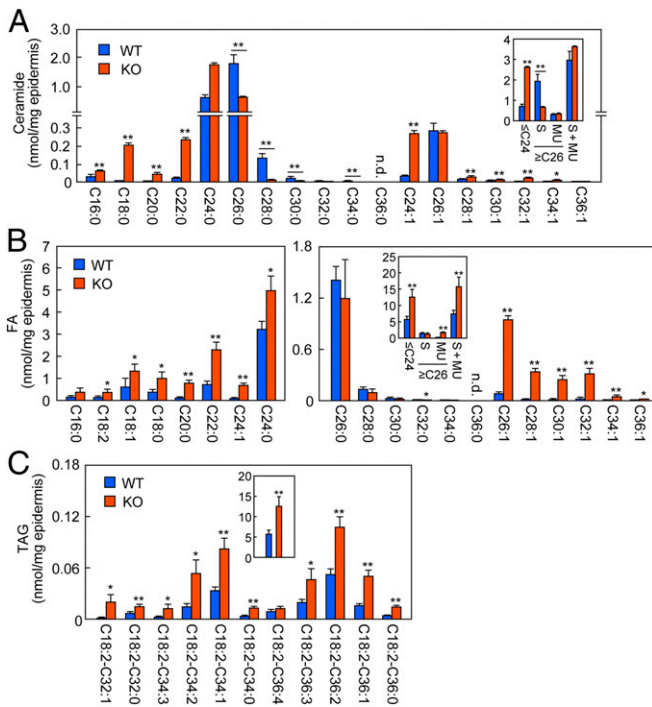 A
Ceramide
(nmol/mg epidermis)
3.0
2.0
1.0
0.3
0.2
0.1
0
WT
KO
**
**
**
**
**
**
**
**
n.d.
**
**
**
**
*
C16:0
C18:0
C20:0
C22:0
C24:0
C26:0
C28:0
C30:0
C32:0
C34:0
C36:0
C24:1
C26:1
C28:1
C30:1
C32:1
C34:1
C36:1
4
3
2
1
0
**
**
≤C24
S
MU
S + MU
≥C26
B
FA
(nmol/mg epidermis)
7
6
5
4
3
2
1
0
WT
KO
*
*
*
**
**
**
*
C16:0
C18:2
C18:1
C18:0
C20:0
C22:0
C24:1
C24:0
1.8
1.2
0.6
0
*
n.d.
**
**
**
**
**
*
C26:0
C28:0
C30:0
C32:0
C34:0
C36:0
C26:1
C28:1
C30:1
C32:1
C34:1
C36:1
25
20
15
10
5
0
**
**
**
≤C24
S
MU
S + MU
≥C26
C
TAG
(nmol/mg epidermis)
0.18
0.12
0.06
0
WT
KO
*
**
*
*
**
**
*
**
**
*
C18:2-C32:1
C18:2-C32:0
C18:2-C34:3
C18:2-C34:2
C18:2-C34:1
C18:2-C34:0
C18:2-C36:4
C18:2-C36:3
C18:2-C36:2
C18:2-C36:1
C18:2-C36:0
20
15
10
5
0
**